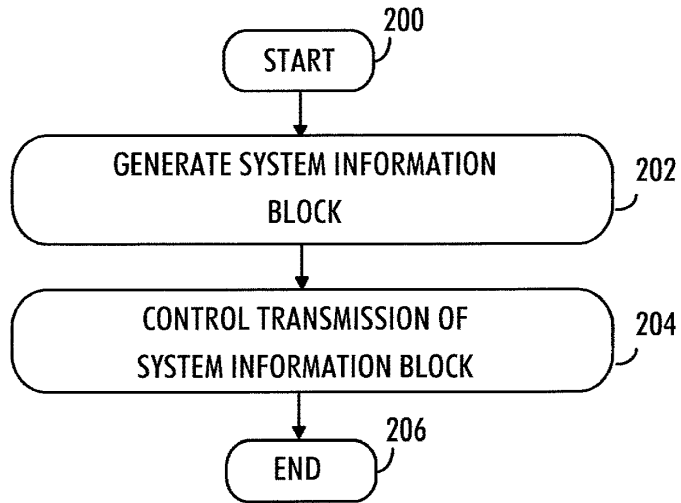 200
START
GENERATE SYSTEM INFORMATION
BLOCK
202
CONTROL TRANSMISSION OF
SYSTEM INFORMATION BLOCK
204
206
END